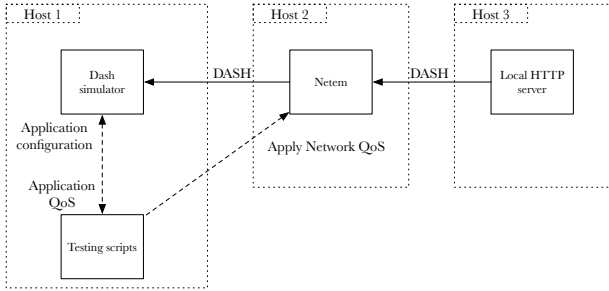 Host 1
Host 2
Host 3
Dash
simulator
DASH
Netem
DASH
Local HTTP
server
Application
configuration
Apply Network QoS
Application
QoS
Testing scripts